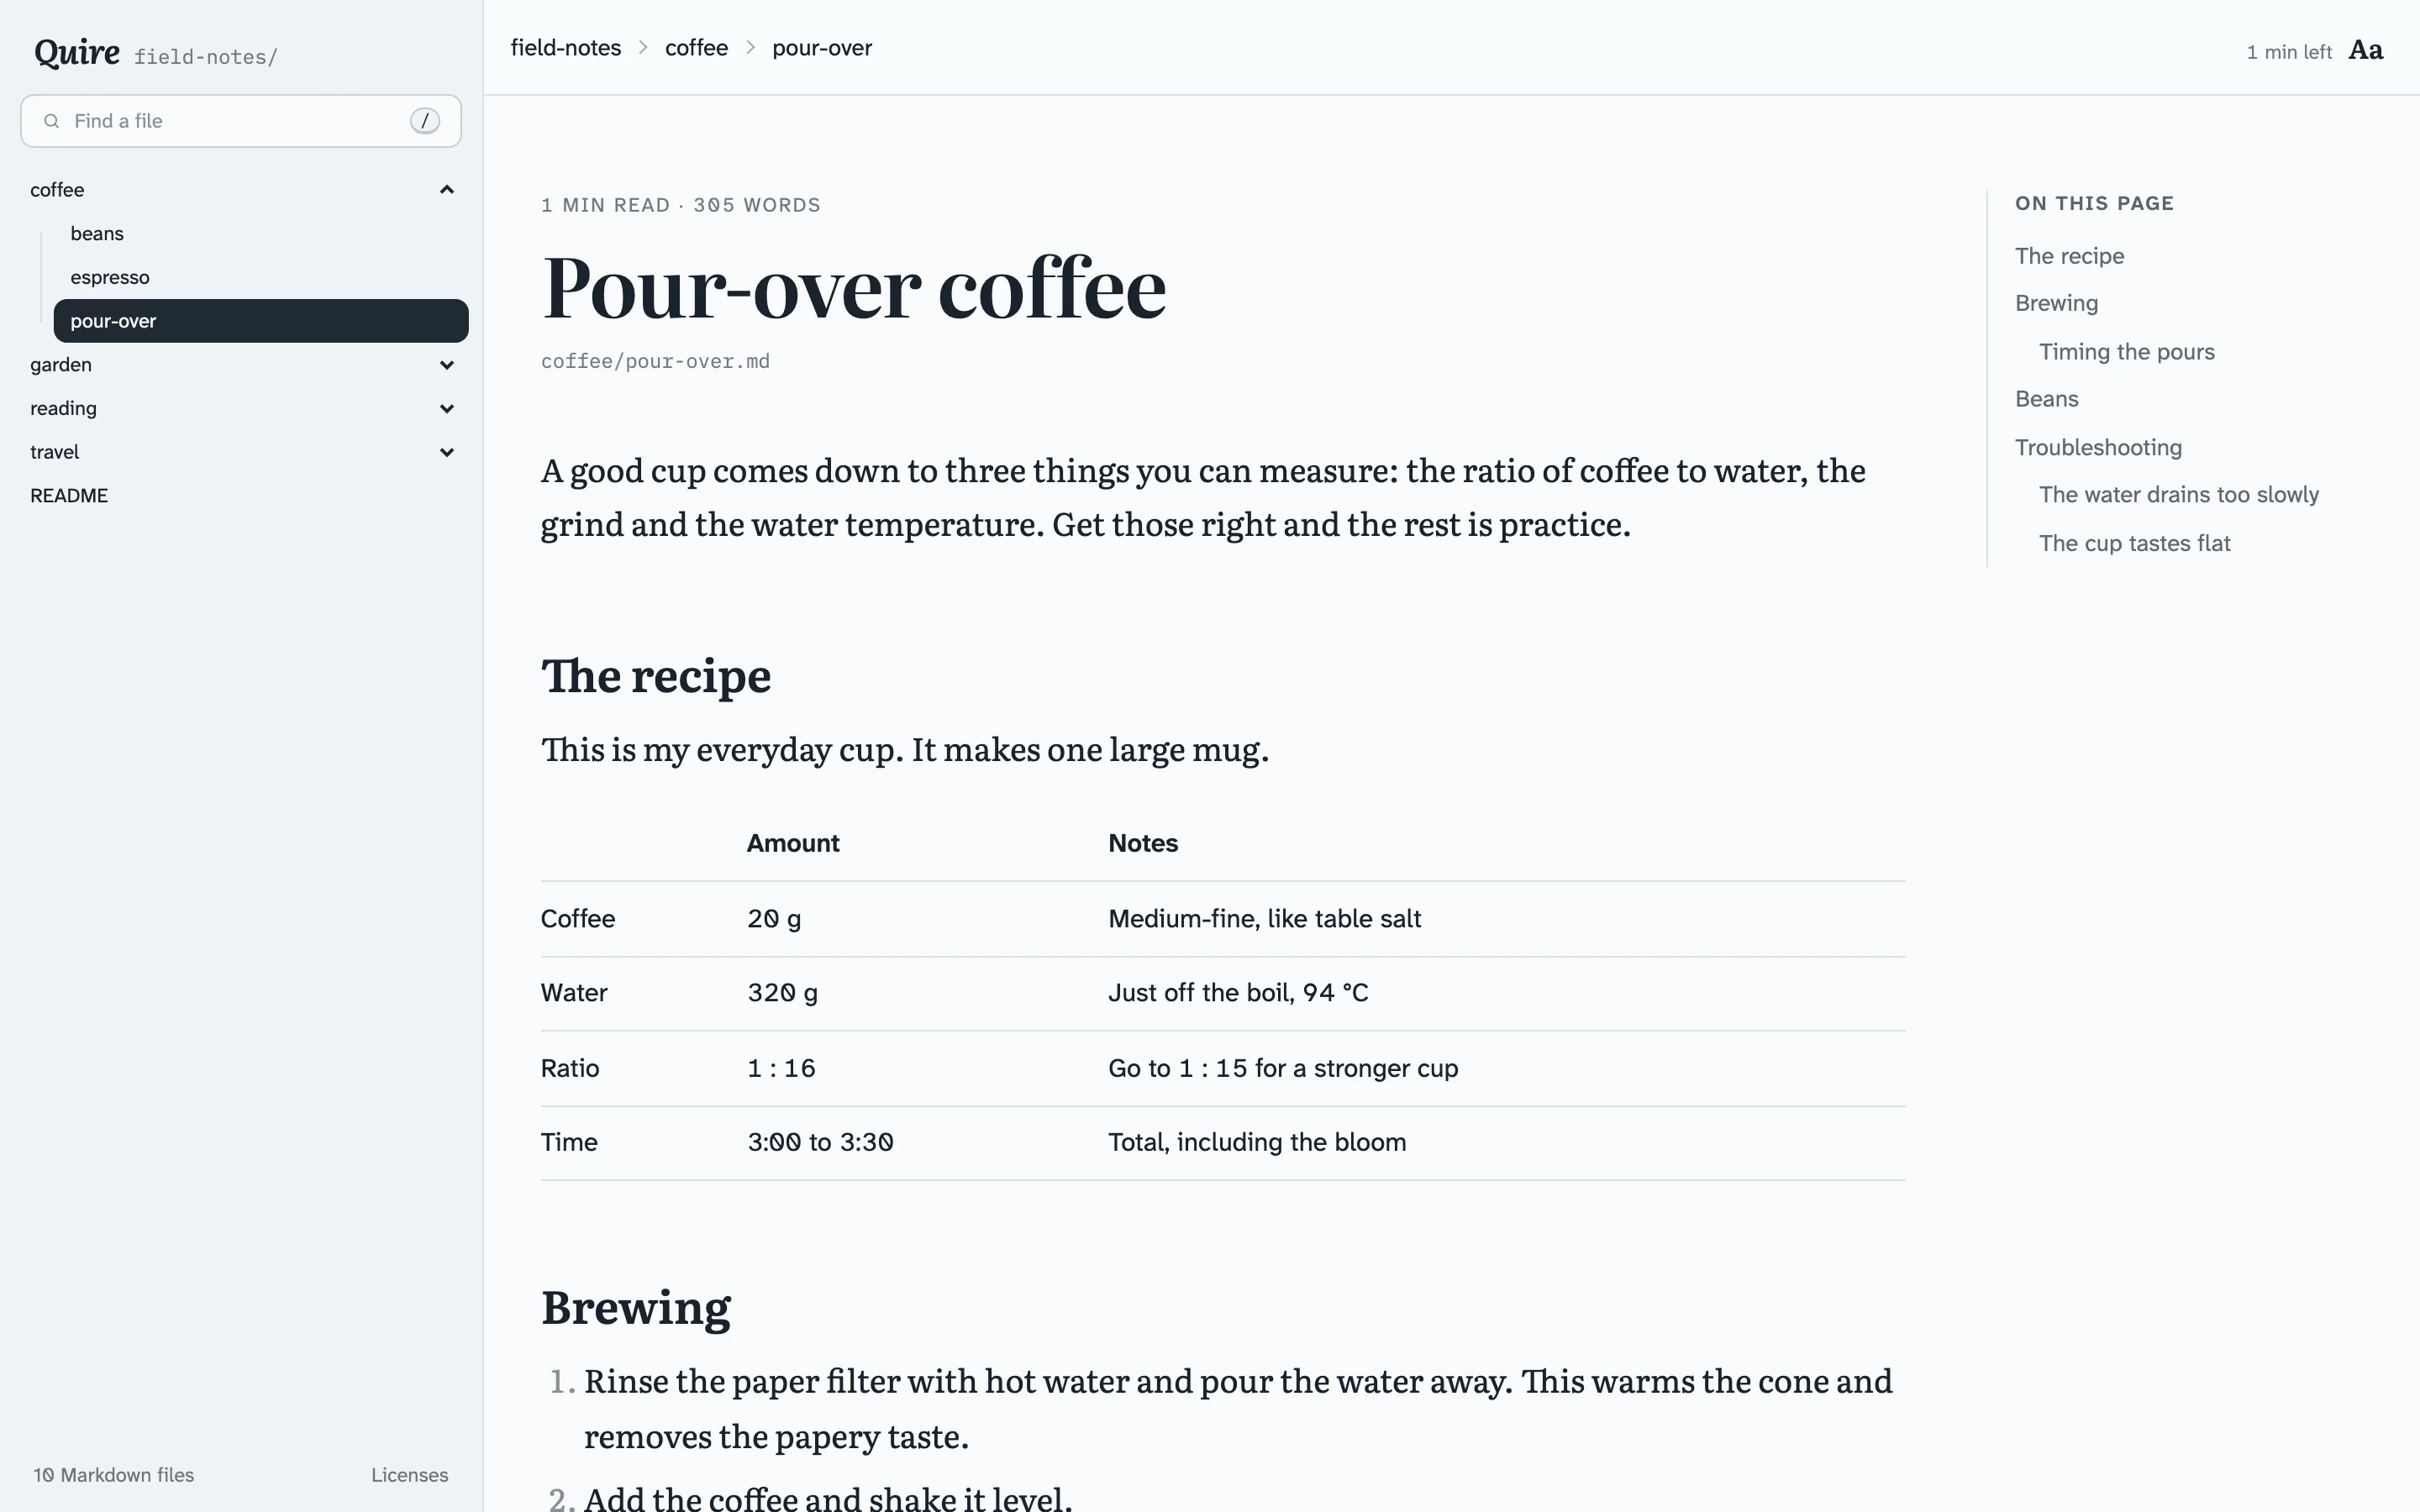 Quire field-notes/
Find a file /
coffee
beans
espresso
pour-over
garden
reading
travel
README
10 Markdown files
Licenses
field-notes > coffee > pour-over
1 min left Aa
1 MIN READ · 305 WORDS
Pour-over coffee
coffee/pour-over.md
A good cup comes down to three things you can measure: the ratio of coffee to water, the
grind and the water temperature. Get those right and the rest is practice.
The recipe
This is my everyday cup. It makes one large mug.
Amount Notes
Coffee 20 g Medium-fine, like table salt
Water 320 g Just off the boil, 94 °C
Ratio 1 : 16 Go to 1 : 15 for a stronger cup
Time 3:00 to 3:30 Total, including the bloom
Brewing
1. Rinse the paper filter with hot water and pour the water away. This warms the cone and
removes the papery taste.
2. Add the coffee and shake it level.
ON THIS PAGE
The recipe
Brewing
Timing the pours
Beans
Troubleshooting
The water drains too slowly
The cup tastes flat